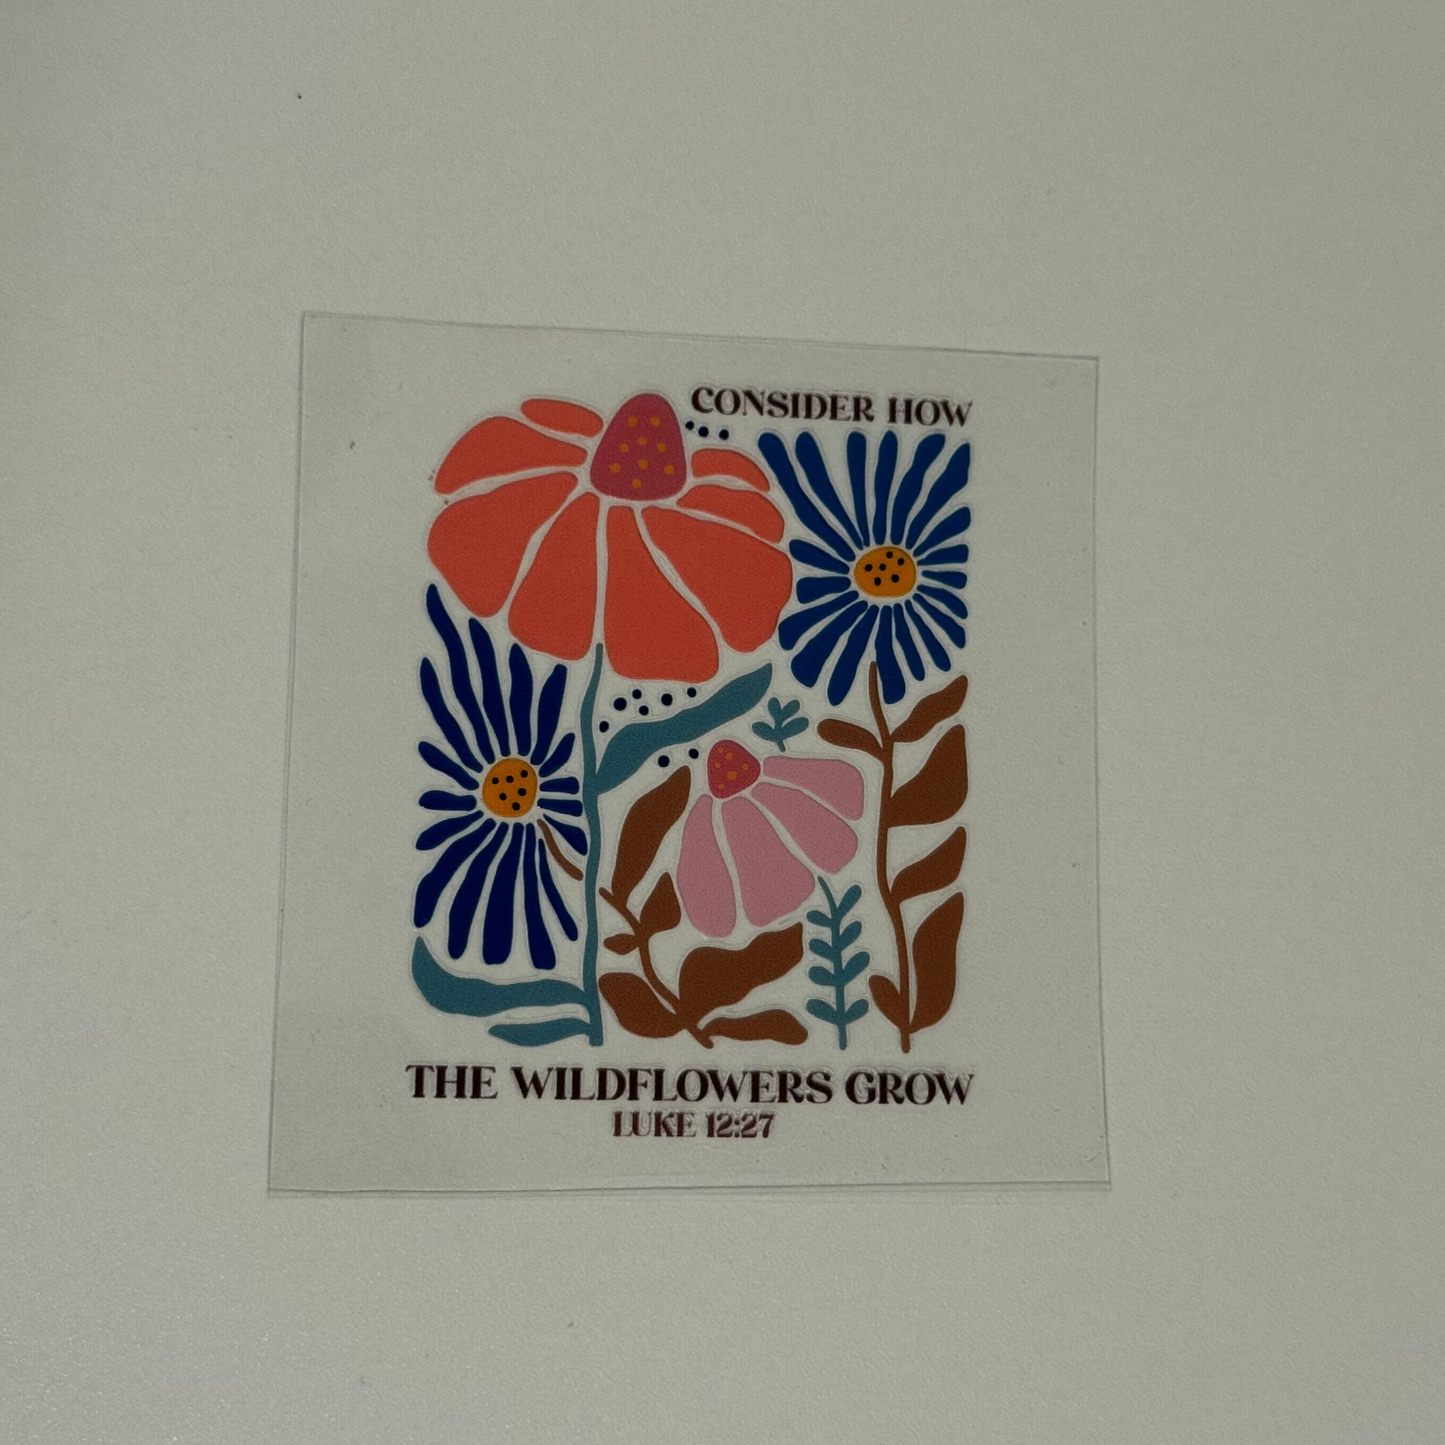 CONSIDER HOW
THE WILDFLOWERS GROW
LUKE 12:27